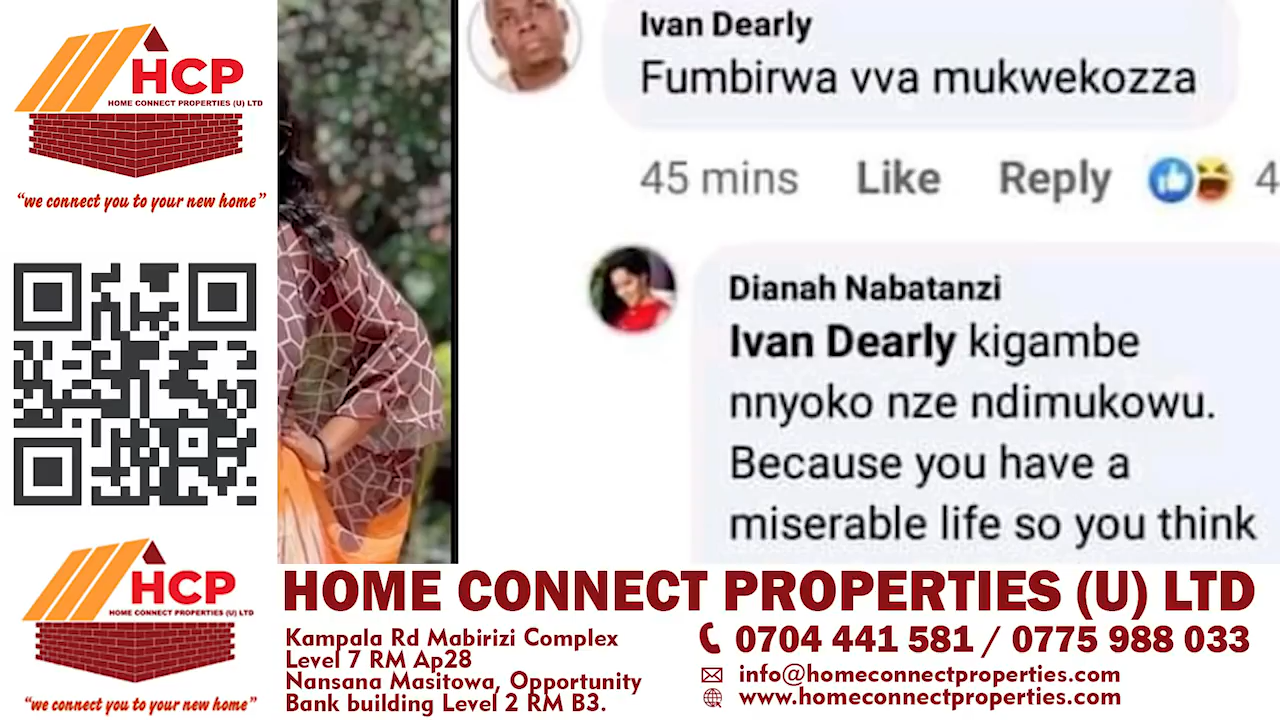 HCP
HOME CONNECT PROPERTIES (U) LTD
“we connect you to your new home”
Ivan Dearly
Fumbirwa vva mukwekozza
45 mins Like Reply 4
Dianah Nabatanzi
Ivan Dearly kigambe
nnyoko nze ndimukowu.
Because you have a
miserable life so you think
HCP
HOME CONNECT PROPERTIES (U) LTD
“we connect you to your new home”
HOME CONNECT PROPERTIES (U) LTD
Kampala Rd Mabirizi Complex
Level 7 RM Ap28
Nansana Masitowa, Opportunity
Bank building Level 2 RM B3.
0704 441 581 / 0775 988 033
info@homeconnectproperties.com
www.homeconnectproperties.com